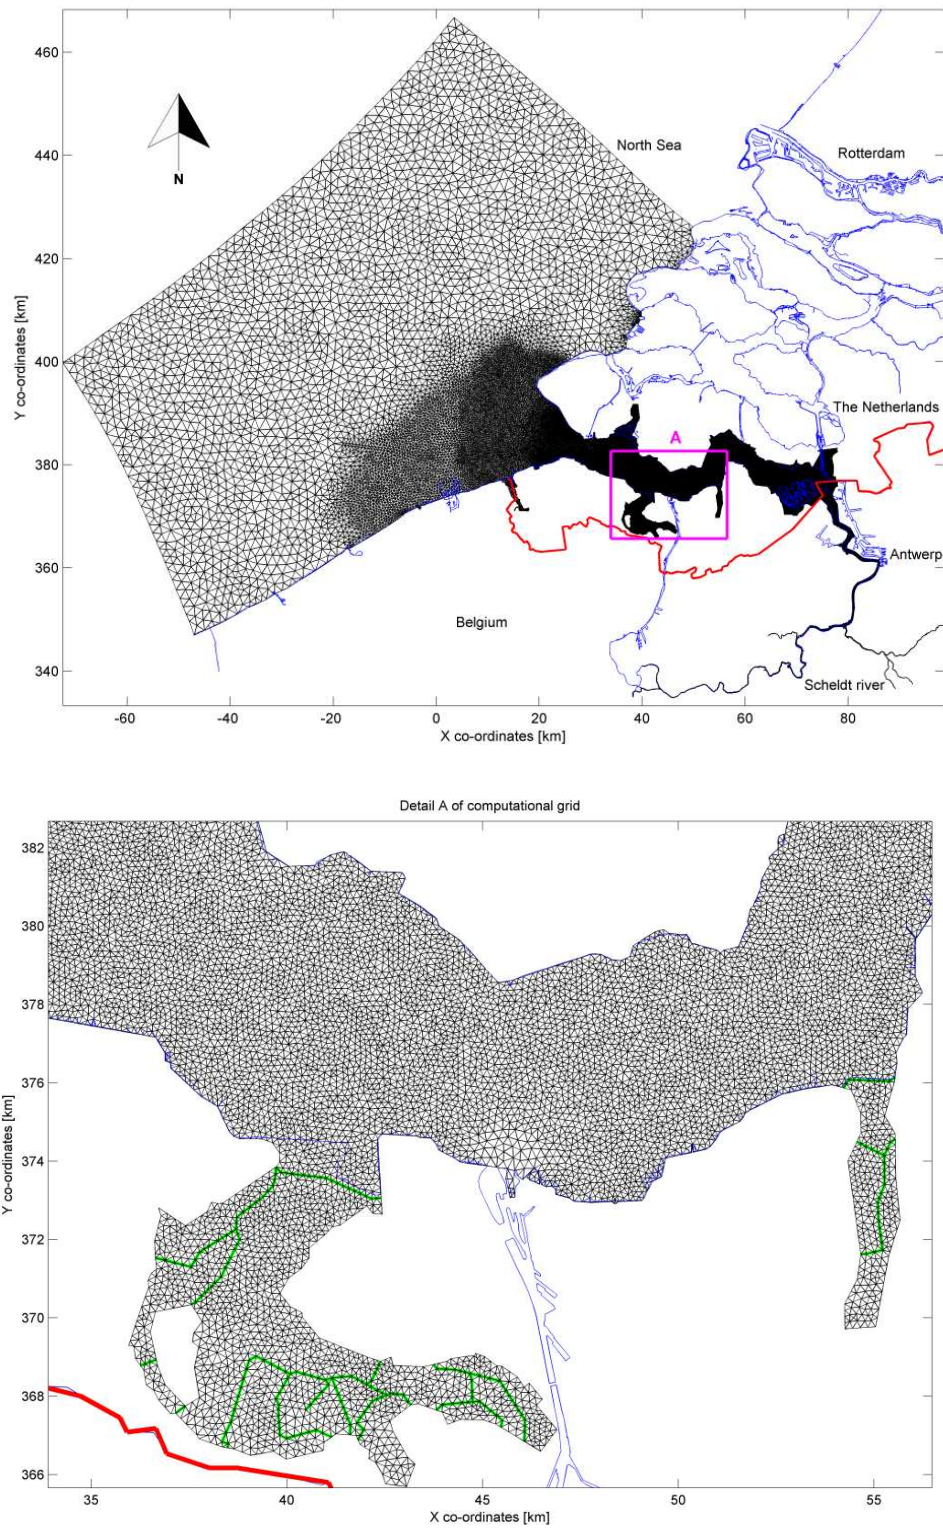 460
440
420
400
380
360
340
Y co-ordinates [km]
N
North Sea
Rotterdam
The Netherlands
A
Antwerp
Belgium
Scheldt river
-60
-40
-20
0
20
40
60
80
X co-ordinates [km]
Detail A of computational grid
382
380
378
376
374
372
370
368
366
Y co-ordinates [km]
35
40
45
50
55
X co-ordinates [km]